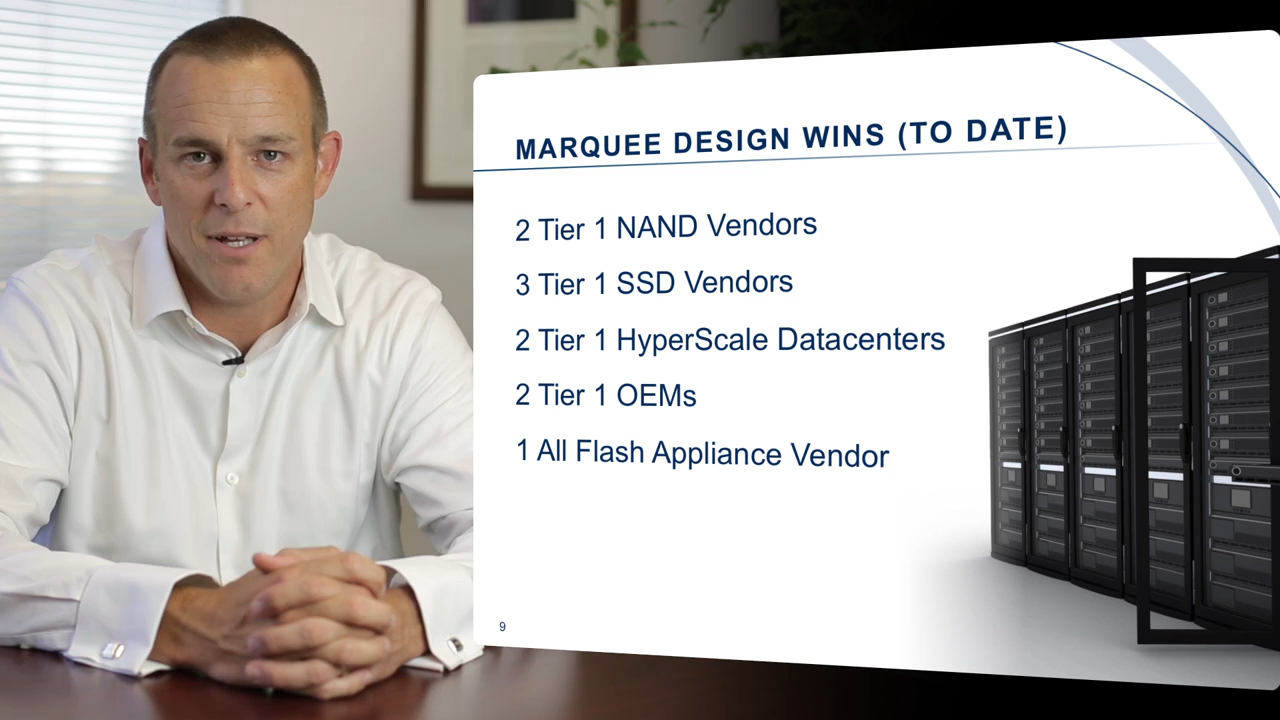 MARQUEE DESIGN WINS (TO DATE)
2 Tier 1 NAND Vendors
3 Tier 1 SSD Vendors
2 Tier 1 HyperScale Datacenters
2 Tier 1 OEMs
1 All Flash Appliance Vendor
9